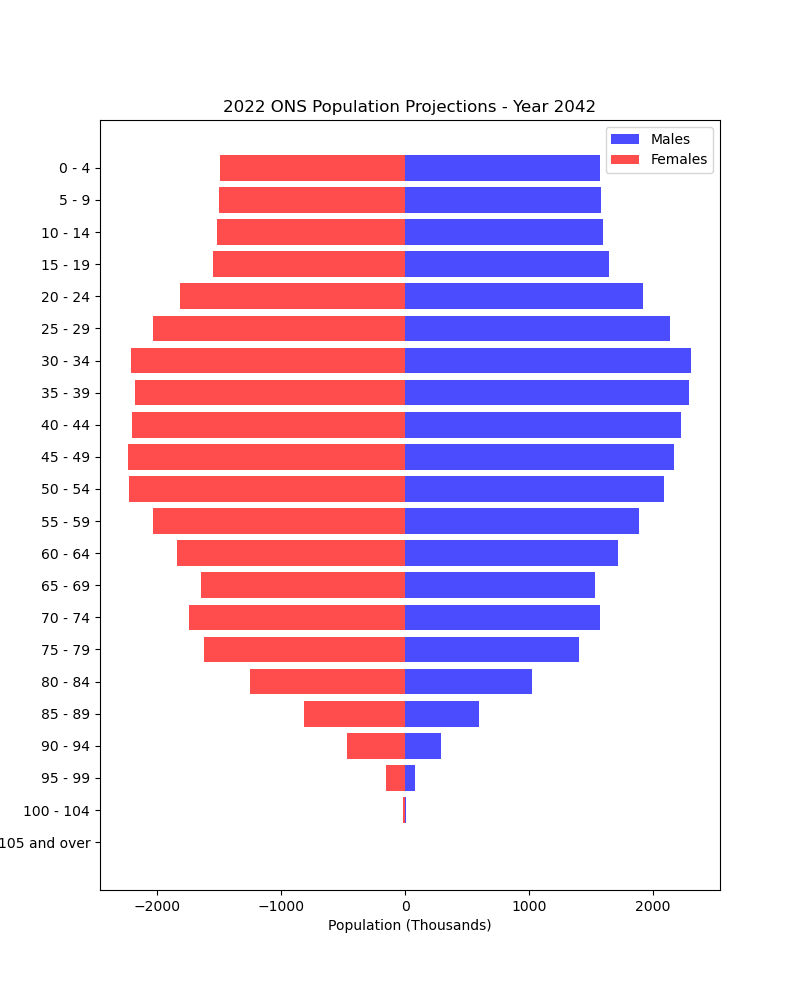 2022 ONS Population Projections - Year 2042
Males
Females
0 - 4
5 - 9
10 - 14
15 - 19
20 - 24
25 - 29
30 - 34
35 - 39
40 - 44
45 - 49
50 - 54
55 - 59
60 - 64
65 - 69
70 - 74
75 - 79
80 - 84
85 - 89
90 - 94
95 - 99
100 - 104
105 and over
−2000 −1000 0 1000 2000
Population (Thousands)